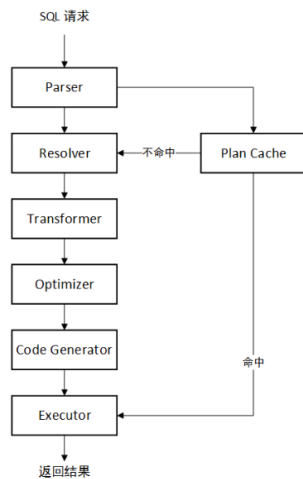 SQL 请求
Parser
Resolver
不命中
Plan Cache
Transformer
Optimizer
Code Generator
命中
Executor
返回结果